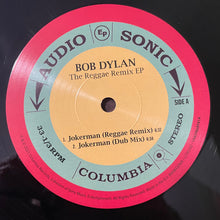 AUDIO Ep SONIC
BOB DYLAN
The Reggae Remix EP
SIDE A
1 Jokerman (Reggae Remix)
2 Jokerman (Dub Mix)
33-1/3 RPM
STEREO
COLUMBIA